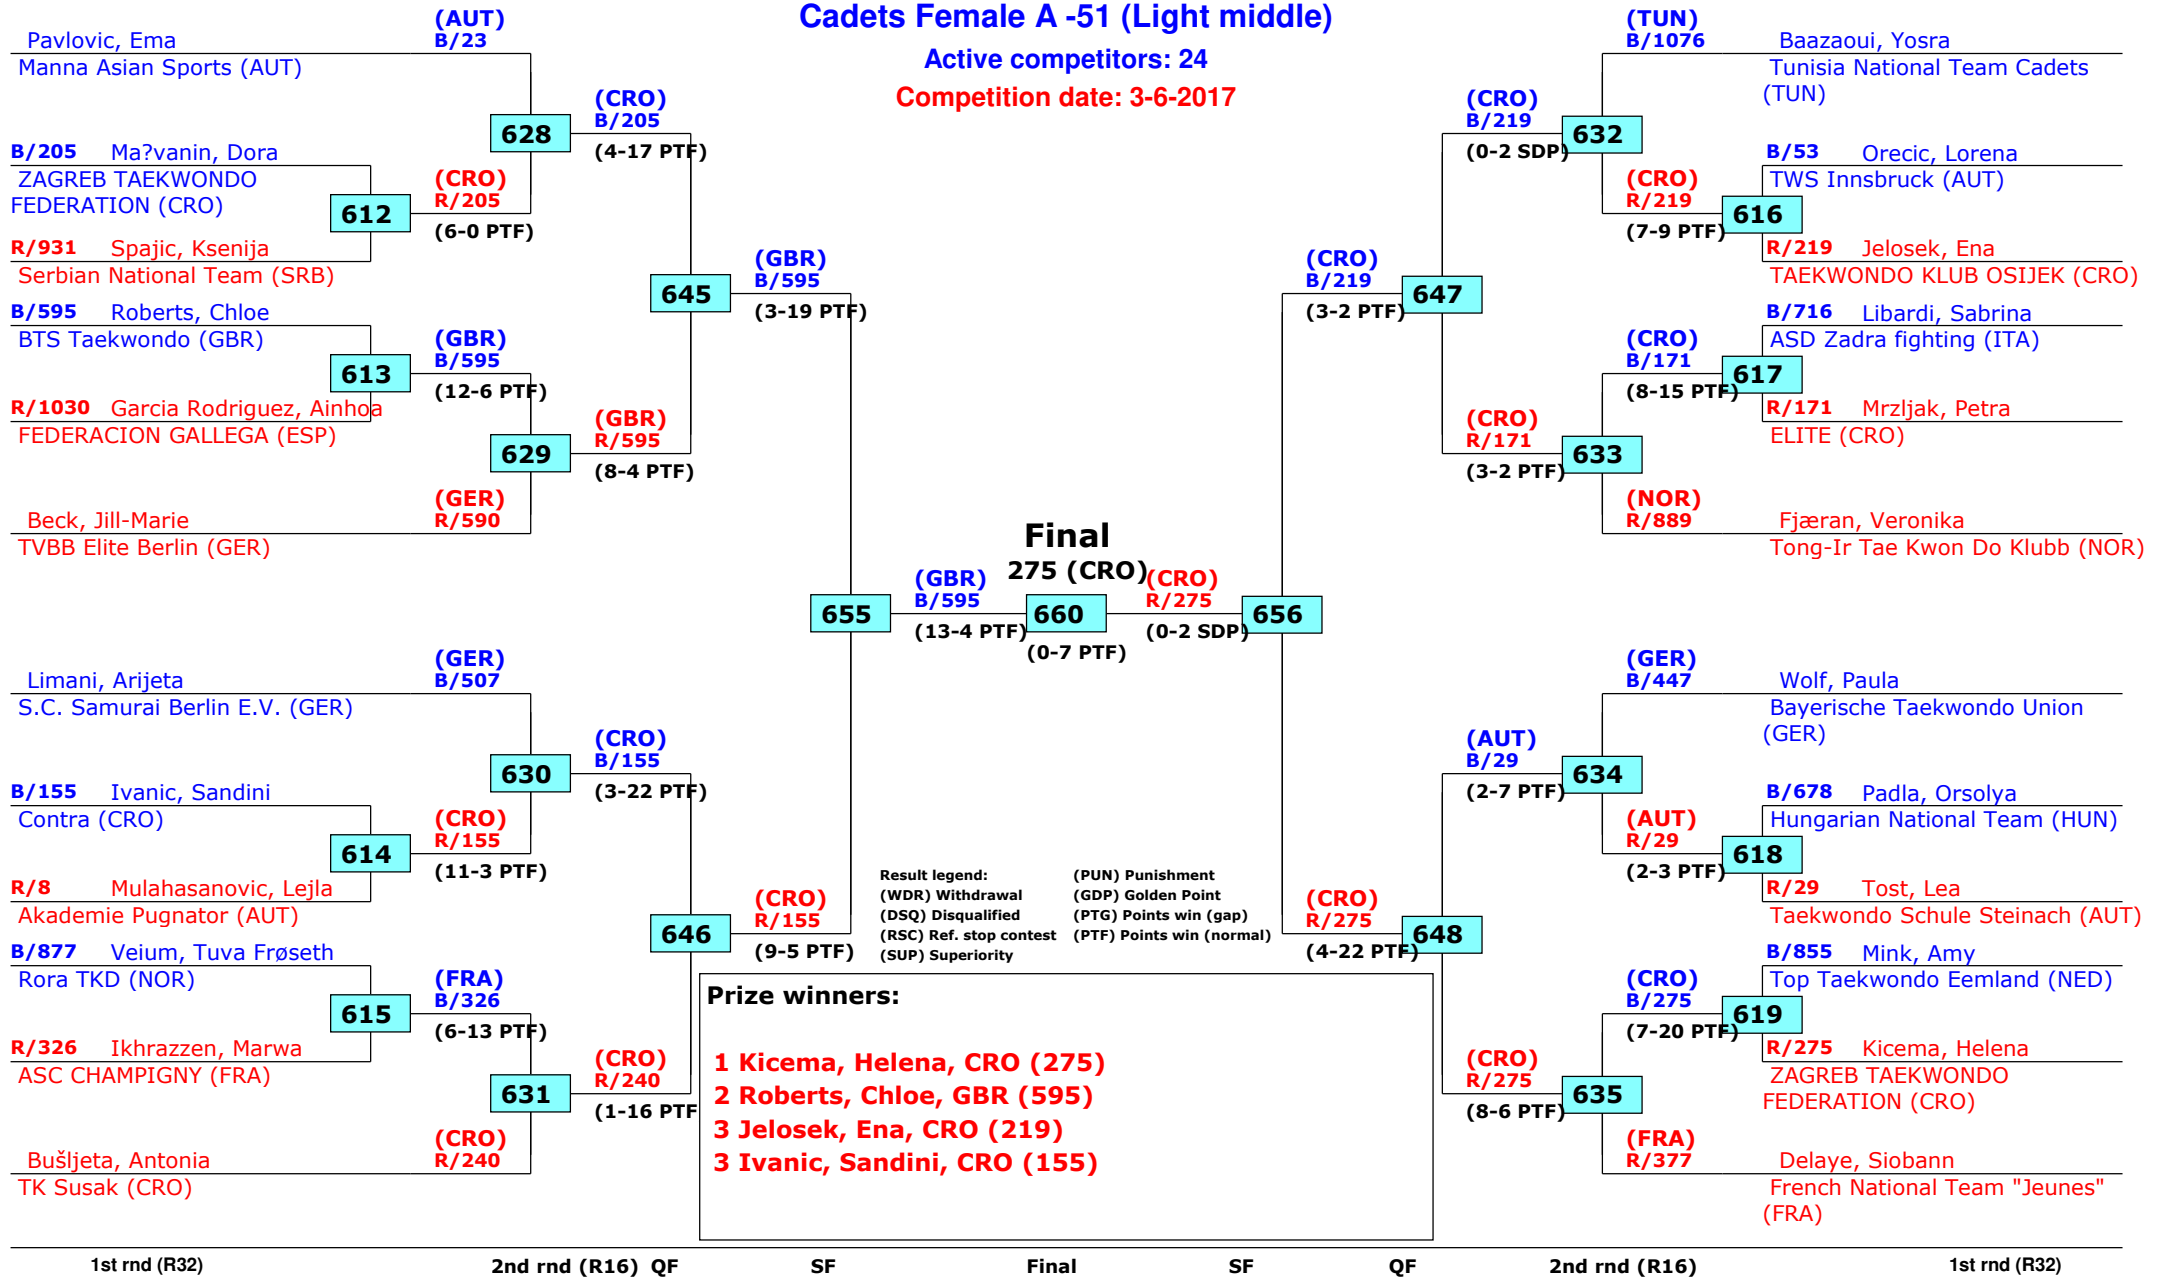 Cadets Female A -51 (Light middle)
Active competitors: 24
Competition date: 3-6-2017
Pavlovic, Ema
Manna Asian Sports (AUT)
(AUT)
B/23
B/205 Ma?vanin, Dora
ZAGREB TAEKWONDO
FEDERATION (CRO)
612
R/931 Spajic, Ksenija
Serbian National Team (SRB)
(CRO)
R/205
(6-0 PTF)
628
(CRO)
B/205
(4-17 PTF)
B/595 Roberts, Chloe
BTS Taekwondo (GBR)
613
R/1030 Garcia Rodriguez, Ainhoa
FEDERACION GALLEGA (ESP)
(GBR)
B/595
(12-6 PTF)
629
(GBR)
R/595
(8-4 PTF)
(GER)
R/590
Beck, Jill-Marie
TVBB Elite Berlin (GER)
645
(GBR)
B/595
(3-19 PTF)
Limani, Arijeta
S.C. Samurai Berlin E.V. (GER)
(GER)
B/507
B/155 Ivanic, Sandini
Contra (CRO)
614
R/8 Mulahasanovic, Lejla
Akademie Pugnator (AUT)
(CRO)
R/155
(11-3 PTF)
630
(CRO)
B/155
(3-22 PTF)
B/877 Veium, Tuva Frøseth
Rora TKD (NOR)
615
R/326 Ikhrazzen, Marwa
ASC CHAMPIGNY (FRA)
(FRA)
B/326
(6-13 PTF)
631
(CRO)
R/240
(1-16 PTF
(CRO)
R/240
Bušljeta, Antonia
TK Susak (CRO)
646
(CRO)
R/155
(9-5 PTF)
655
(GBR)
B/595
(13-4 PTF)
Final
275 (CRO)
660
(0-7 PTF)
(CRO)
R/275
(0-2 SDP)
656
(TUN)
B/1076
Baazaoui, Yosra
Tunisia National Team Cadets
(TUN)
(CRO)
B/219
(0-2 SDP)
632
B/53 Orecic, Lorena
TWS Innsbruck (AUT)
(CRO)
R/219
(7-9 PTF)
616
R/219 Jelosek, Ena
TAEKWONDO KLUB OSIJEK (CRO)
(CRO)
B/219
(3-2 PTF)
647
B/716 Libardi, Sabrina
ASD Zadra fighting (ITA)
(CRO)
B/171
(8-15 PTF)
617
R/171 Mrzljak, Petra
ELITE (CRO)
(CRO)
R/171
(3-2 PTF)
633
(NOR)
R/889
Fjæran, Veronika
Tong-Ir Tae Kwon Do Klubb (NOR)
(GER)
B/447
Wolf, Paula
Bayerische Taekwondo Union
(GER)
(AUT)
B/29
(2-7 PTF)
634
B/678 Padla, Orsolya
Hungarian National Team (HUN)
(AUT)
R/29
(2-3 PTF)
618
R/29 Tost, Lea
Taekwondo Schule Steinach (AUT)
(CRO)
R/275
(4-22 PTF)
648
B/855 Mink, Amy
Top Taekwondo Eemland (NED)
(CRO)
B/275
(7-20 PTF)
619
R/275 Kicema, Helena
ZAGREB TAEKWONDO
FEDERATION (CRO)
(CRO)
R/275
(8-6 PTF)
635
(FRA)
R/377
Delaye, Siobann
French National Team "Jeunes"
(FRA)
Result legend:
(WDR) Withdrawal
(DSQ) Disqualified
(RSC) Ref. stop contest
(SUP) Superiority
(PUN) Punishment
(GDP) Golden Point
(PTG) Points win (gap)
(PTF) Points win (normal)
Prize winners:
1 Kicema, Helena, CRO (275)
2 Roberts, Chloe, GBR (595)
3 Jelosek, Ena, CRO (219)
3 Ivanic, Sandini, CRO (155)
1st rnd (R32) 2nd rnd (R16) QF SF Final SF QF 2nd rnd (R16) 1st rnd (R32)